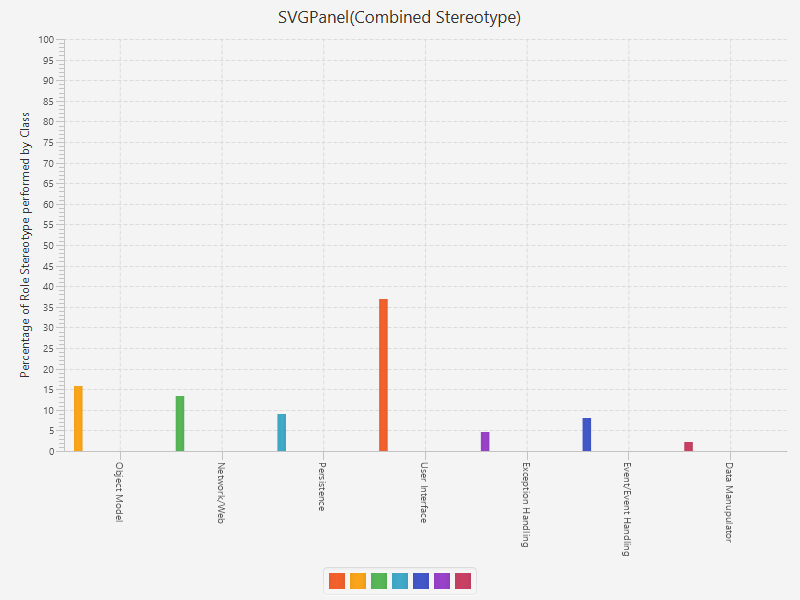 SVGPanel(Combined Stereotype)
Percentage of Role Stereotype performed by Class
100
95
90
85
80
75
70
65
60
55
50
45
40
35
30
25
20
15
10
5
0
Object Model
Network/Web
Persistence
User Interface
Exception Handling
Event/Event Handling
Data Manupulator